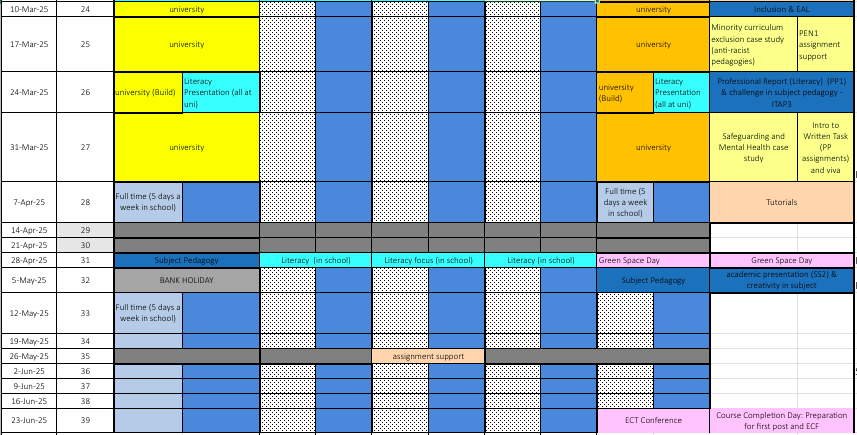 10-Mar-25 24 university university Inclusion & EAL
17-Mar-25 25 university university Minority curriculum exclusion case study (anti-racist pedagogies) PEN1 assignment support
24-Mar-25 26 university (Build) Literacy Presentation (all at uni) university (Build) Literacy Presentation (all at uni) Professional Report (Literacy) (PP1) & challenge in subject pedagogy - ITAP3
31-Mar-25 27 university university Safeguarding and Mental Health case study Intro to Written Task (PP assignments) and viva
7-Apr-25 28 Full time (5 days a week in school) Full time (5 days a week in school) Tutorials
14-Apr-25 29
21-Apr-25 30
28-Apr-25 31 Subject Pedagogy Literacy (in school) Literacy focus (in school) Literacy (in school) Green Space Day Green Space Day
5-May-25 32 BANK HOLIDAY Subject Pedagogy academic presentation (SS2) & creativity in subject
12-May-25 33 Full time (5 days a week in school)
19-May-25 34
26-May-25 35 assignment support
2-Jun-25 36
9-Jun-25 37
16-Jun-25 38
23-Jun-25 39 ECT Conference Course Completion Day: Preparation for first post and ECF